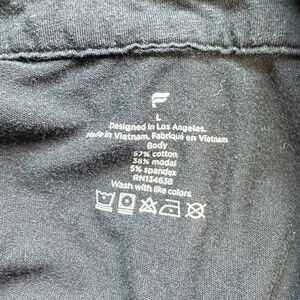 L
Designed in Los Angeles.
Made in Vietnam. Fabriqué en Vietnam
Body
57% cotton
38% modal
5% spandex
RN134638
Wash with like colors